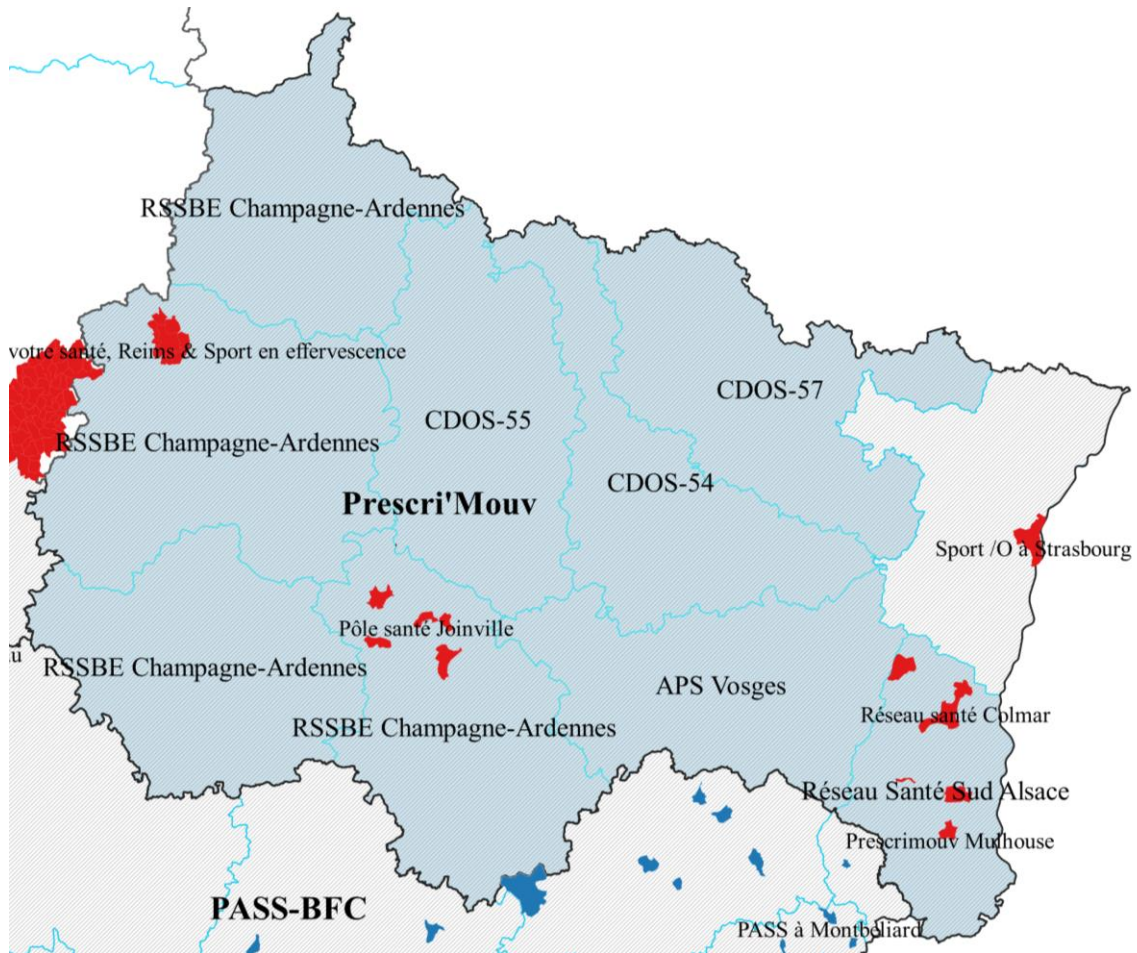 RSSBE Champagne-Ardennes
votre santé, Reims & Sport en effervescence
CDOS-57
CDOS-55
RSSBE Champagne-Ardennes
CDOS-54
Prescri'Mouv
Sport /O à Strasbourg
Pôle santé Joinville
u
RSSBE Champagne-Ardennes
APS Vosges
Réseau santé Colmar
RSSBE Champagne-Ardennes
Réseau Santé Sud Alsace
Prescrimouv Mulhouse
PASS-BFC
PASS à Montbéliard